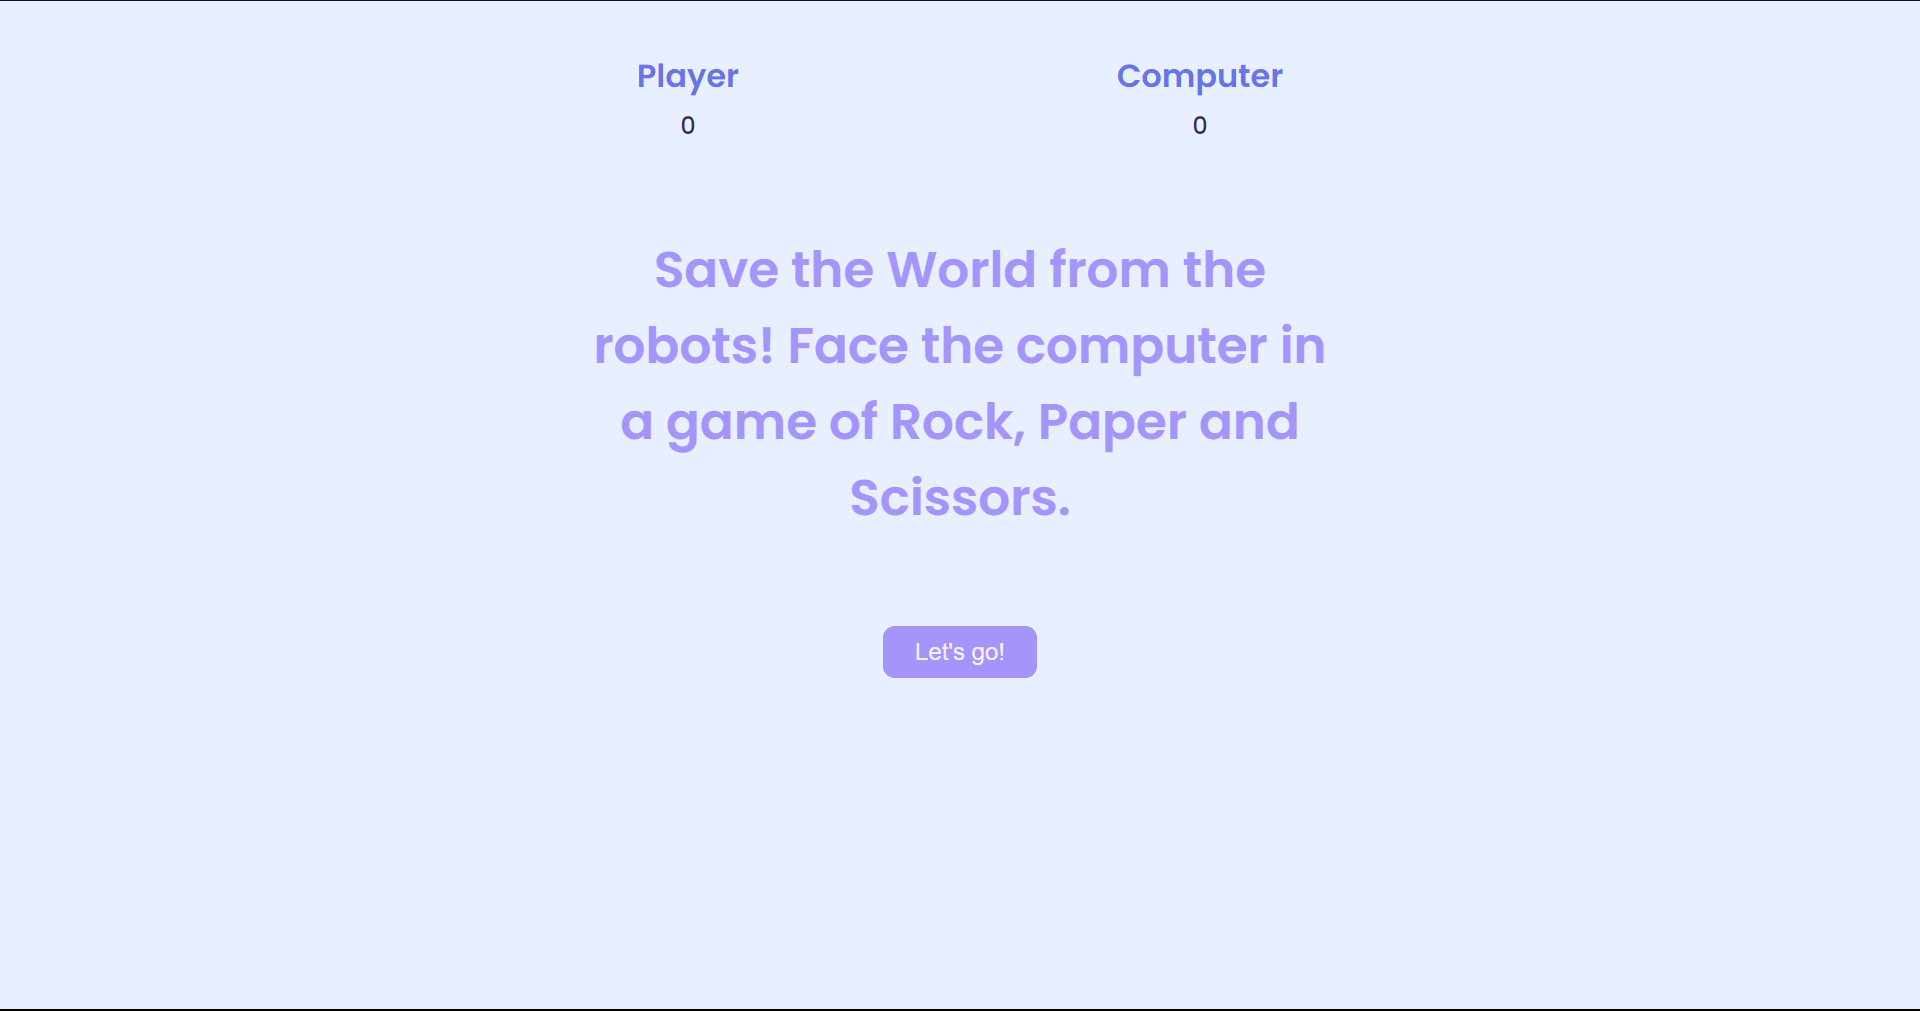 Player Computer
0 0
Save the World from the
robots! Face the computer in
a game of Rock, Paper and
Scissors.
Let's go!